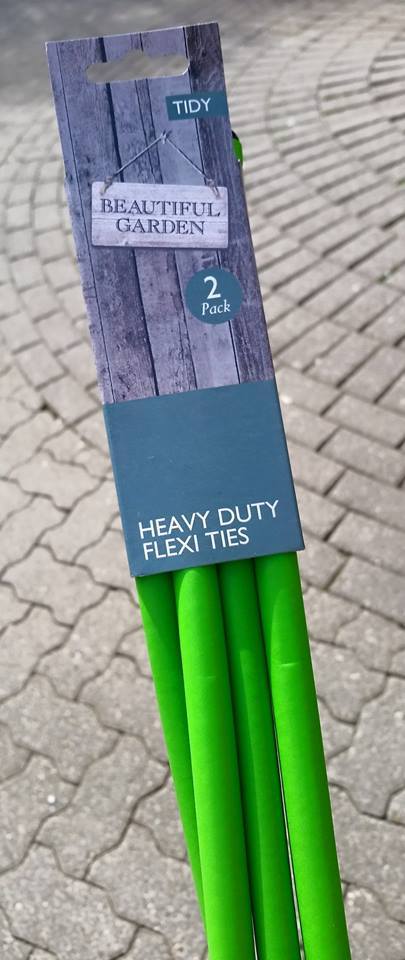 TIDY
BEAUTIFUL
GARDEN
2
Pack
HEAVY DUTY
FLEXI TIES